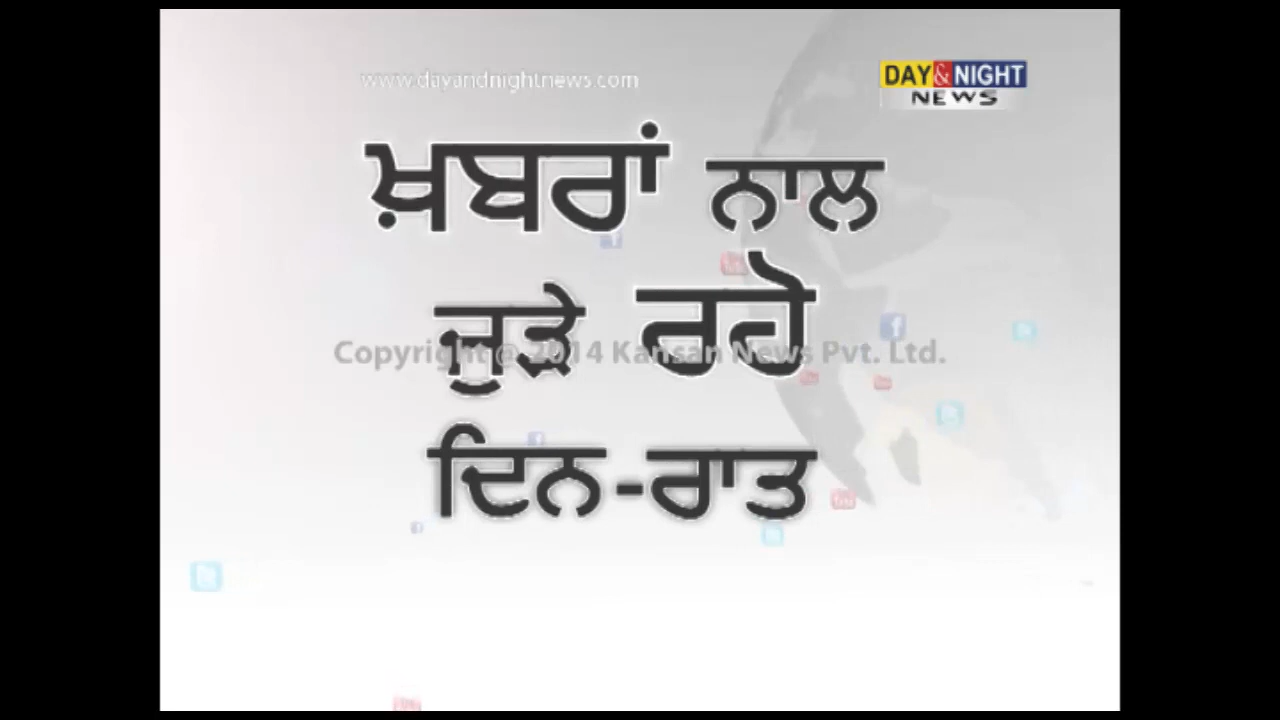 www.dayandnightnews.com
DAY & NIGHT
NEWS
ਖ਼ਬਰਾਂ ਨਾਲ
ਜੁੜੇ ਰਹੋ
Copyright @ 2014 Kansan News Pvt. Ltd.
ਦਿਨ-ਰਾਤ